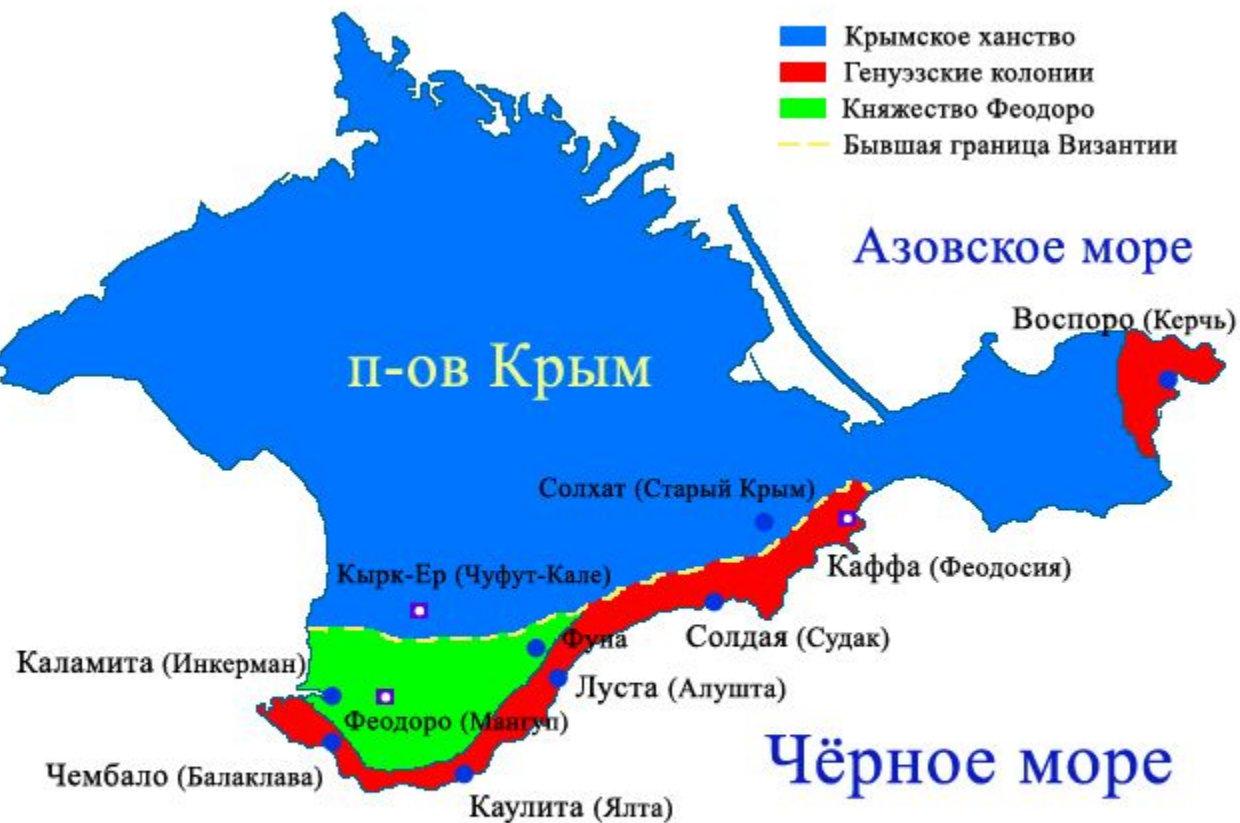 Крымское ханство
Генуэзские колонии
Княжество Феодоро
Бывшая граница Византии
Азовское море
Воспоро (Керчь)
п-ов Крым
Солхат (Старый Крым)
Каффа (Феодосия)
Кырк-Ер (Чуфут-Кале)
Фуна
Солдая (Судак)
Каламита (Инкерман)
Луста (Алушта)
Феодоро (Мангуп)
Чёрное море
Чембало (Балаклава)
Каулита (Ялта)